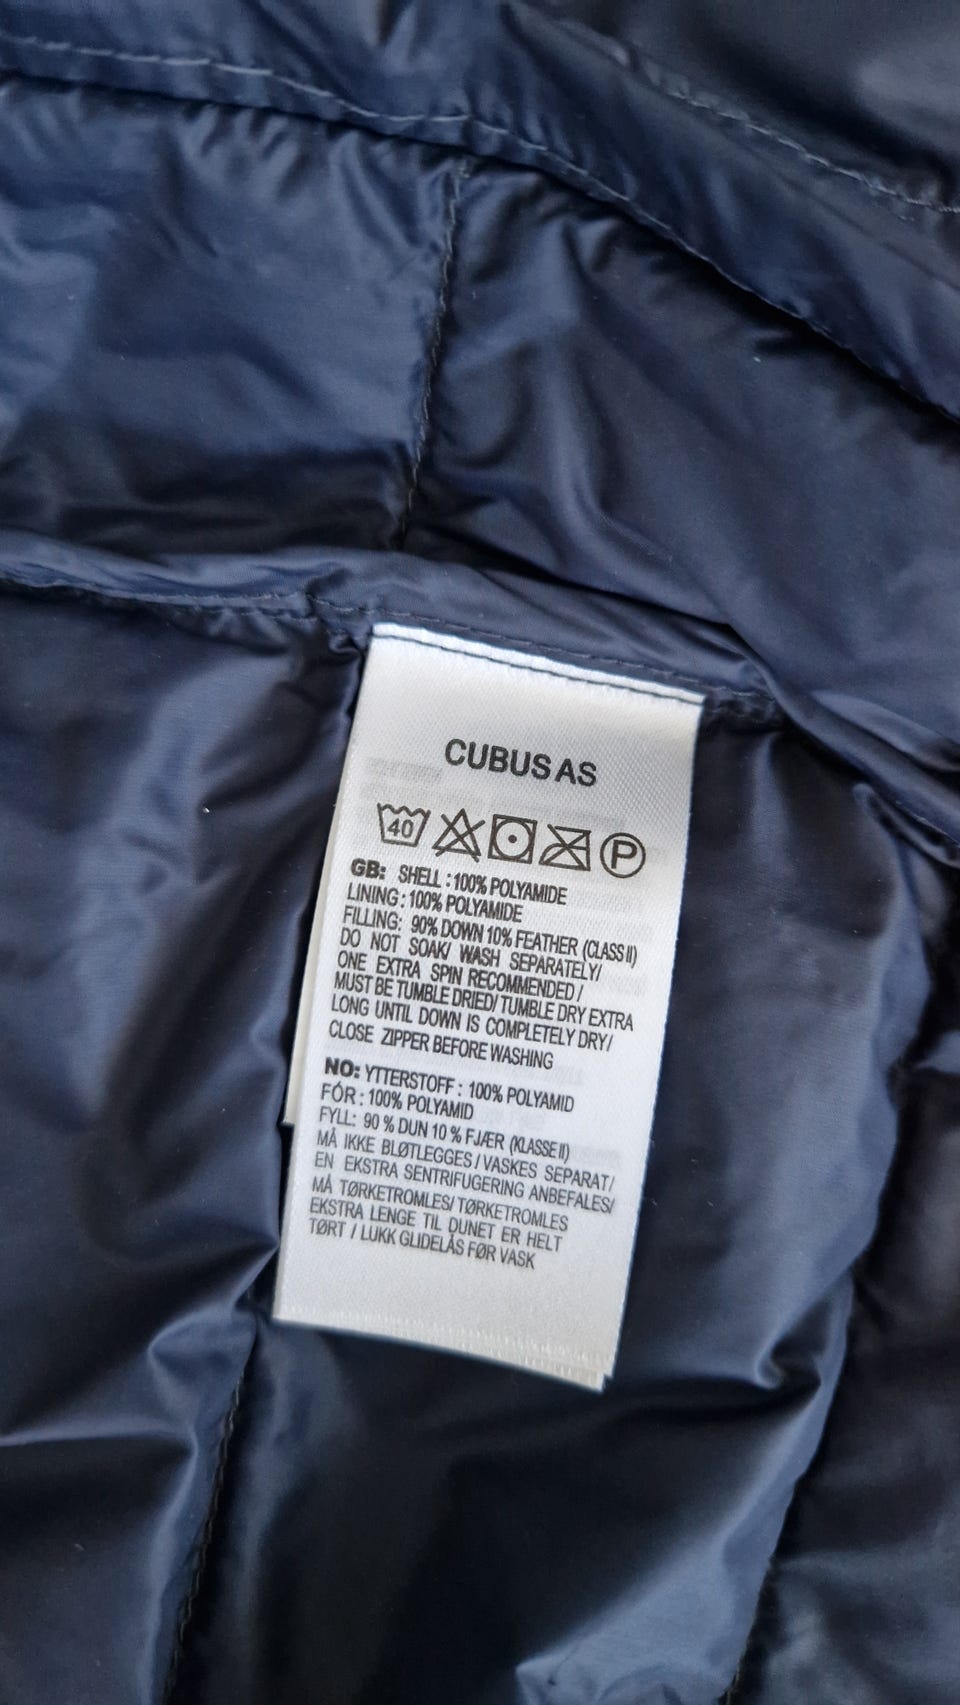 CUBUS AS
40 P
GB: SHELL : 100% POLYAMIDE
LINING : 100% POLYAMIDE
FILLING: 90% DOWN 10% FEATHER (CLASS II)
DO NOT SOAK/ WASH SEPARATELY/
ONE EXTRA SPIN RECOMMENDED /
MUST BE TUMBLE DRIED/ TUMBLE DRY EXTRA
LONG UNTIL DOWN IS COMPLETELY DRY/
CLOSE ZIPPER BEFORE WASHING
NO: YTTERSTOFF : 100% POLYAMID
FÓR : 100% POLYAMID
FYLL: 90 % DUN 10 % FJÆR (KLASSE II)
MÅ IKKE BLØTLEGGES / VASKES SEPARAT/
EN EKSTRA SENTRIFUGERING ANBEFALES/
MÅ TØRKETROMLES/ TØRKETROMLES
EKSTRA LENGE TIL DUNET ER HELT
TØRT / LUKK GLIDELÅS FØR VASK